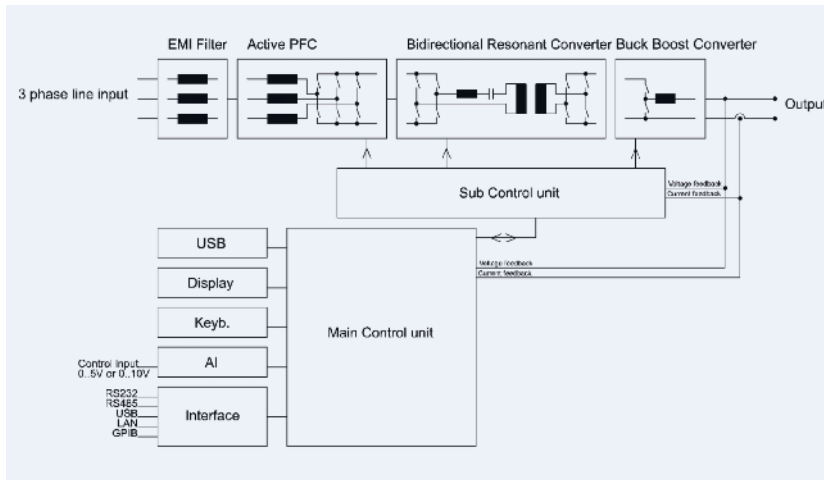 EMI Filter
Active PFC
Bidirectional Resonant Converter
Buck Boost Converter
3 phase line input
Output
Sub Control unit
Voltage feedback
Current feedback
USB
Display
Keyb.
AI
Interface
Main Control unit
Voltage feedback
Current feedback
Control Input
0..5V or 0..10V
RS232
RS485
USB
LAN
GPIB